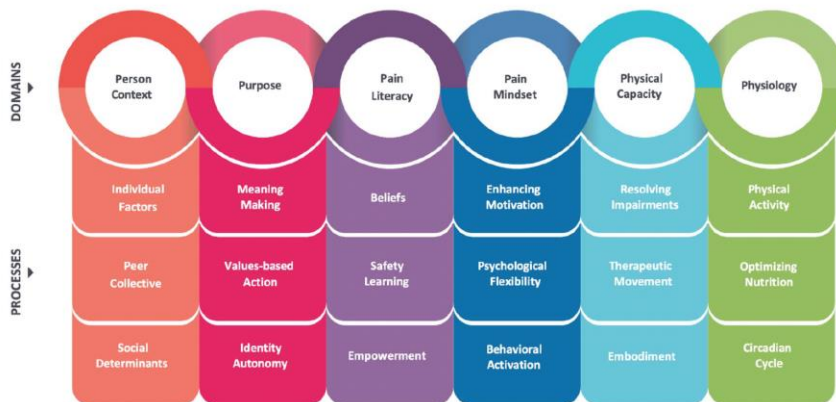 DOMAINS
Person
Context
Purpose
Pain
Literacy
Pain
Mindset
Physical
Capacity
Physiology
PROCESSES
Individual
Factors
Meaning
Making
Beliefs
Enhancing
Motivation
Resolving
Impairments
Physical
Activity
Peer
Collective
Values-based
Action
Safety
Learning
Psychological
Flexibility
Therapeutic
Movement
Optimizing
Nutrition
Social
Determinants
Identity
Autonomy
Empowerment
Behavioral
Activation
Embodiment
Circadian
Cycle